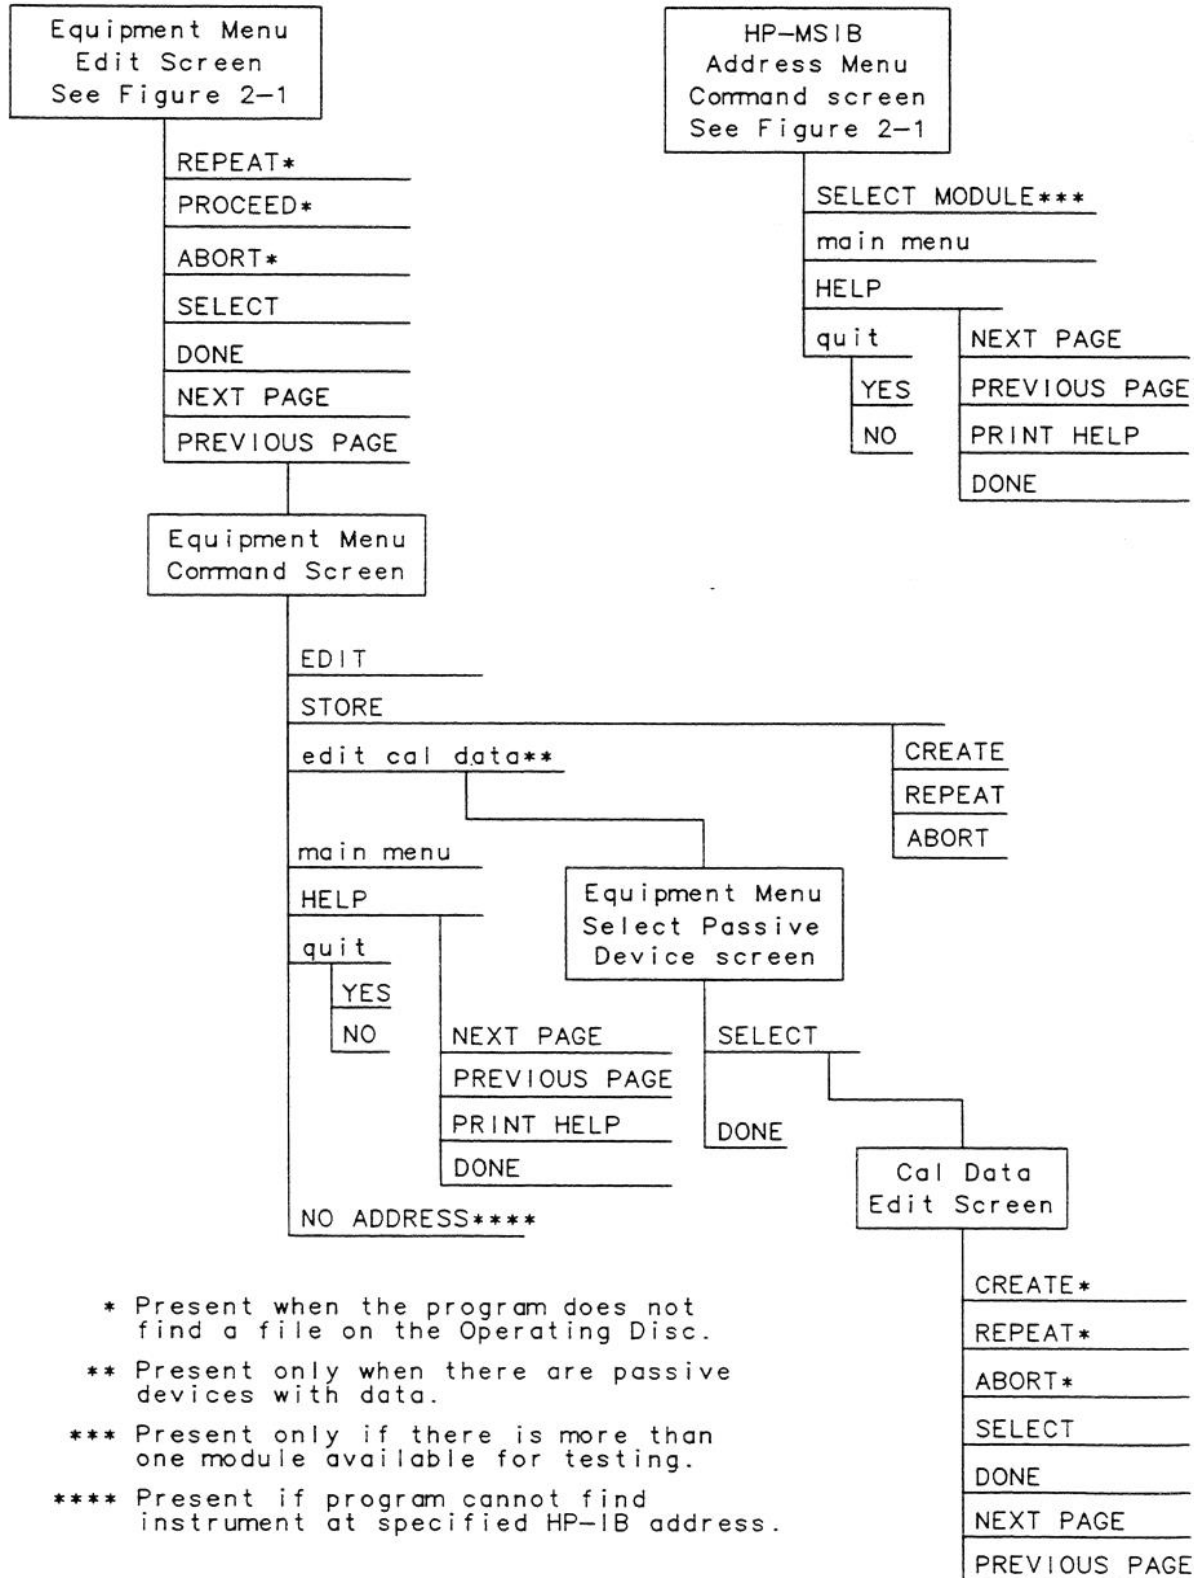 Equipment Menu
Edit Screen
See Figure 2-1
REPEAT*
PROCEED*
ABORT*
SELECT
DONE
NEXT PAGE
PREVIOUS PAGE
HP-MSIB
Address Menu
Command screen
See Figure 2-1
SELECT MODULE***
main menu
HELP
quit
YES
NO
NEXT PAGE
PREVIOUS PAGE
PRINT HELP
DONE
Equipment Menu
Command Screen
EDIT
STORE
CREATE
REPEAT
ABORT
edit cal data**
main menu
HELP
quit
YES
NO
NEXT PAGE
PREVIOUS PAGE
PRINT HELP
DONE
NO ADDRESS****
Equipment Menu
Select Passive
Device screen
SELECT
DONE
Cal Data
Edit Screen
CREATE*
REPEAT*
ABORT*
SELECT
DONE
NEXT PAGE
PREVIOUS PAGE
* Present when the program does not
find a file on the Operating Disc.
** Present only when there are passive
devices with data.
*** Present only if there is more than
one module available for testing.
**** Present if program cannot find
instrument at specified HP-IB address.